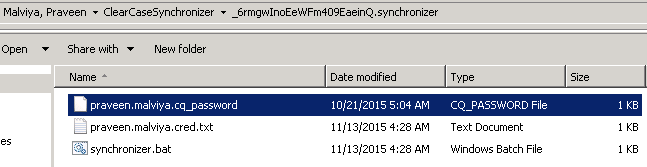 Malviya, Praveen ▸ ClearCaseSynchronizer ▸ _6rmgwInoEeWFm409EaeinQ.synchronizer
Open Share with New folder
Name Date modified Type Size
praveen.malviya.cq_password 10/21/2015 5:04 AM CQ_PASSWORD File 1 KB
praveen.malviya.cred.txt 11/13/2015 4:28 AM Text Document 1 KB
es synchronizer.bat 11/13/2015 4:28 AM Windows Batch File 1 KB